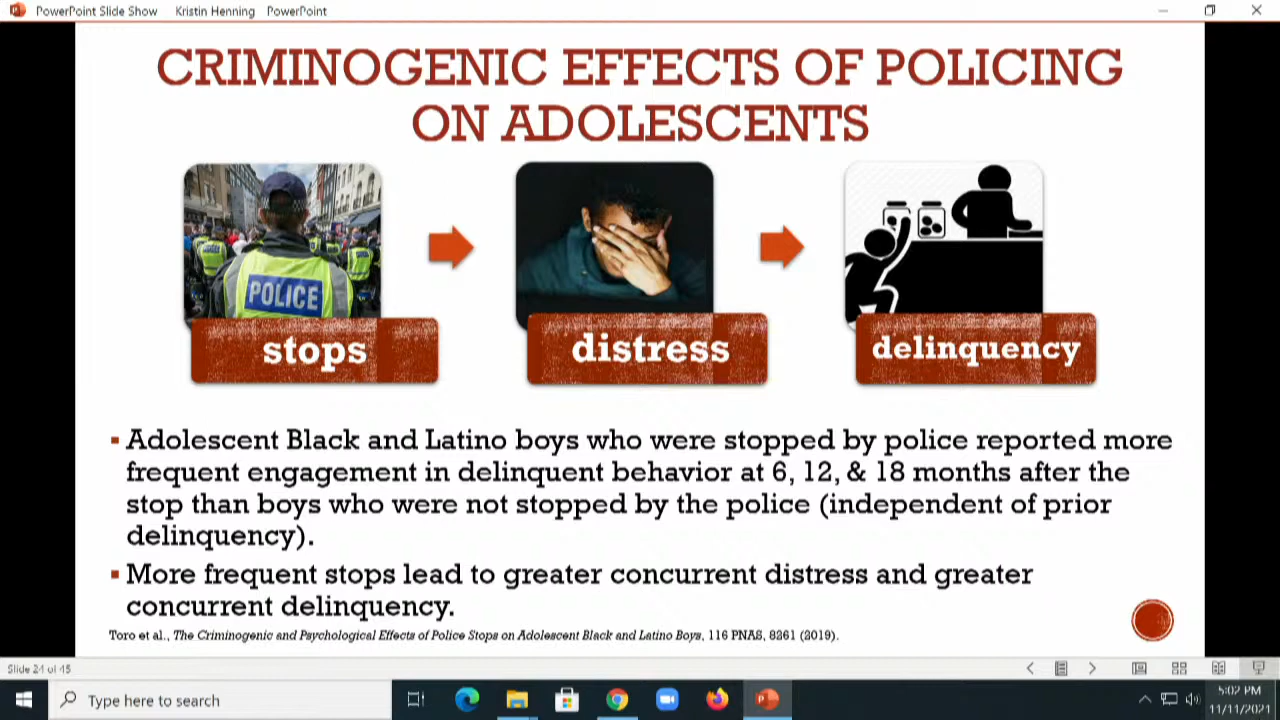 PowerPoint Slide Show Kristin Henning PowerPoint
CRIMINOGENIC EFFECTS OF POLICING
ON ADOLESCENTS
POLICE
stops
distress
delinquency
Adolescent Black and Latino boys who were stopped by police reported more
frequent engagement in delinquent behavior at 6, 12, & 18 months after the
stop than boys who were not stopped by the police (independent of prior
delinquency).
More frequent stops lead to greater concurrent distress and greater
concurrent delinquency.
Toro et al., The Criminogenic and Psychological Effects of Police Stops on Adolescent Black and Latino Boys, 116 PNAS, 8261 (2019).
Slide 24 of 45
Type here to search
5:02 PM
11/11/2021